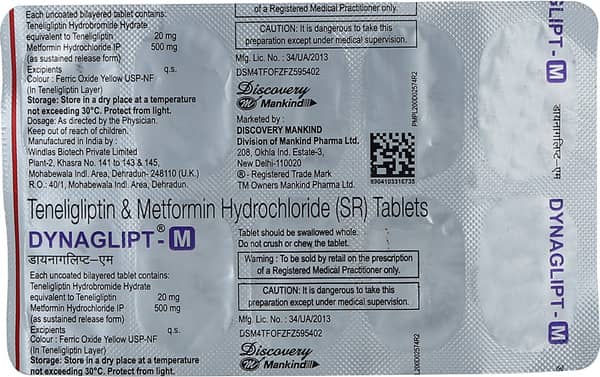 Each uncoated bilayered tablet contains:
Teneligliptin Hydrobromide Hydrate
equivalent to Teneligliptin 20 mg
Metformin Hydrochloride IP 500 mg
(as sustained release form)
Excipients q.s.
Colour : Ferric Oxide Yellow USP-NF
(In Teneligliptin Layer)
Storage: Store in a dry place at a temperature
not exceeding 30°C. Protect from light.
Dosage: As directed by the Physician.
Keep out of reach of children.
Manufactured in India by :
Windlas Biotech Private Limited
Plant-2, Khasra No. 141 to 143 & 145,
Mohabewala Indl. Area, Dehradun- 248110 (U.K.)
R.O. 40/1, Mohabewala Indl. Area, Dehradun.
of a Registered Medical Practitioner only.
CAUTION: It is dangerous to take this
preparation except under medical supervision.
Mfg. Lic. No. : 34/UA/2013
DSM4TFOFZFZ595402
Discovery
M Mankind
Marketed by :
DISCOVERY MANKIND
Division of Mankind Pharma Ltd.
208, Okhla Ind. Estate-3,
New Delhi-110020
® - Registered Trade Mark
TM Owners Mankind Pharma Ltd.
PMPL200002574R2
8904103316735
Teneligliptin & Metformin Hydrochloride (SR) Tablets
DYNAGLIPT®-M
डायनागलिप्ट-एम
Tablet should be swallowed whole.
Do not crush or chew the tablet.
Each uncoated bilayered tablet contains:
Teneligliptin Hydrobromide Hydrate
equivalent to Teneligliptin 20 mg
Metformin Hydrochloride IP 500 mg
(as sustained release form)
Excipients q.s.
Colour : Ferric Oxide Yellow USP-NF
(In Teneligliptin Layer)
Storage: Store in a dry place at a temperature
not exceeding 30°C. Protect from light.
Warning : To be sold by retail on the prescription
of a Registered Medical Practitioner only.
CAUTION: It is dangerous to take this
preparation except under medical supervision.
Mfg. Lic. No. : 34/UA/2013
DSM4TFOFZFZ595402
Discovery
M Mankind
L200002574R2
GLIPT-M
डायनागलिप्ट-एम
DYNAGLIPT-M